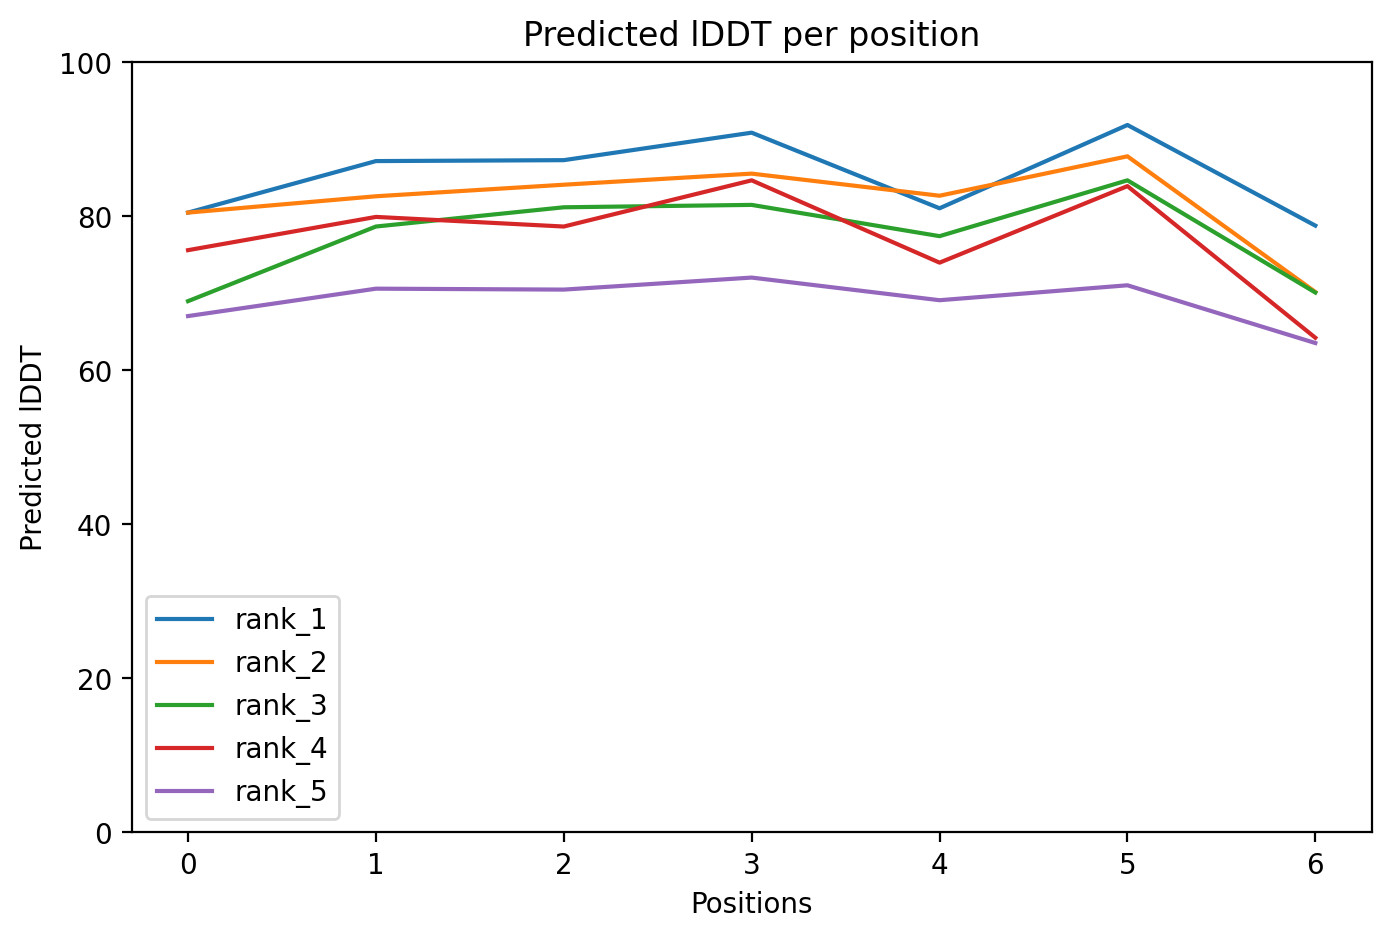 Predicted lDDT per position
Predicted lDDT
100
80
60
40
20
0
rank_1
rank_2
rank_3
rank_4
rank_5
0 1 2 3 4 5 6
Positions